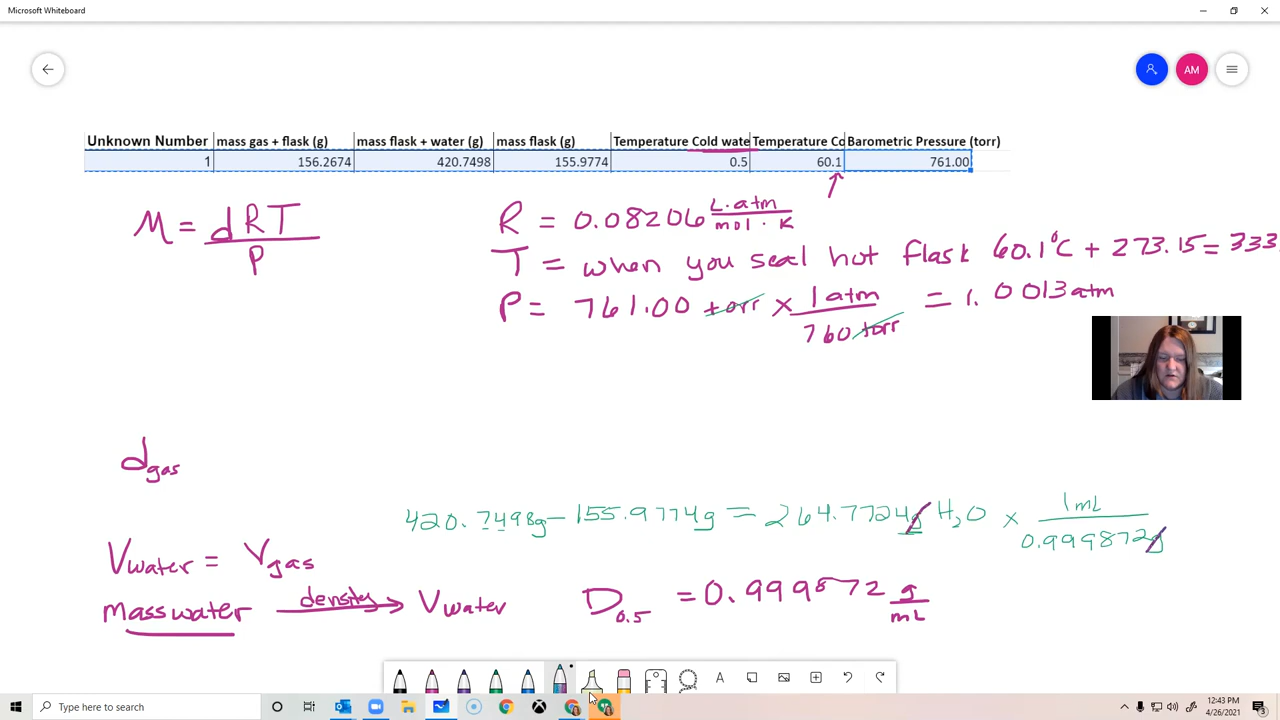 Microsoft Whiteboard
AM
Unknown Number mass gas + flask (g) mass flask + water (g) mass flask (g) Temperature Cold wate Temperature Co Barometric Pressure (torr)
1 156.2674 420.7498 155.9774 0.5 60.1 761.00
M = dRT / P
R = 0.08206 L·atm / mol·K
T = when you seal hot flask 60.1°C + 273.15 = 333
P = 761.00 torr × 1 atm / 760 torr = 1.0013 atm
dgas
420.7498g - 155.9774g = 264.7724g H2O × 1mL / 0.999872g
Vwater = Vgas
mass water density → Vwater D0.5 = 0.999872 g/mL
A
Type here to search
12:43 PM
4/26/2021
3